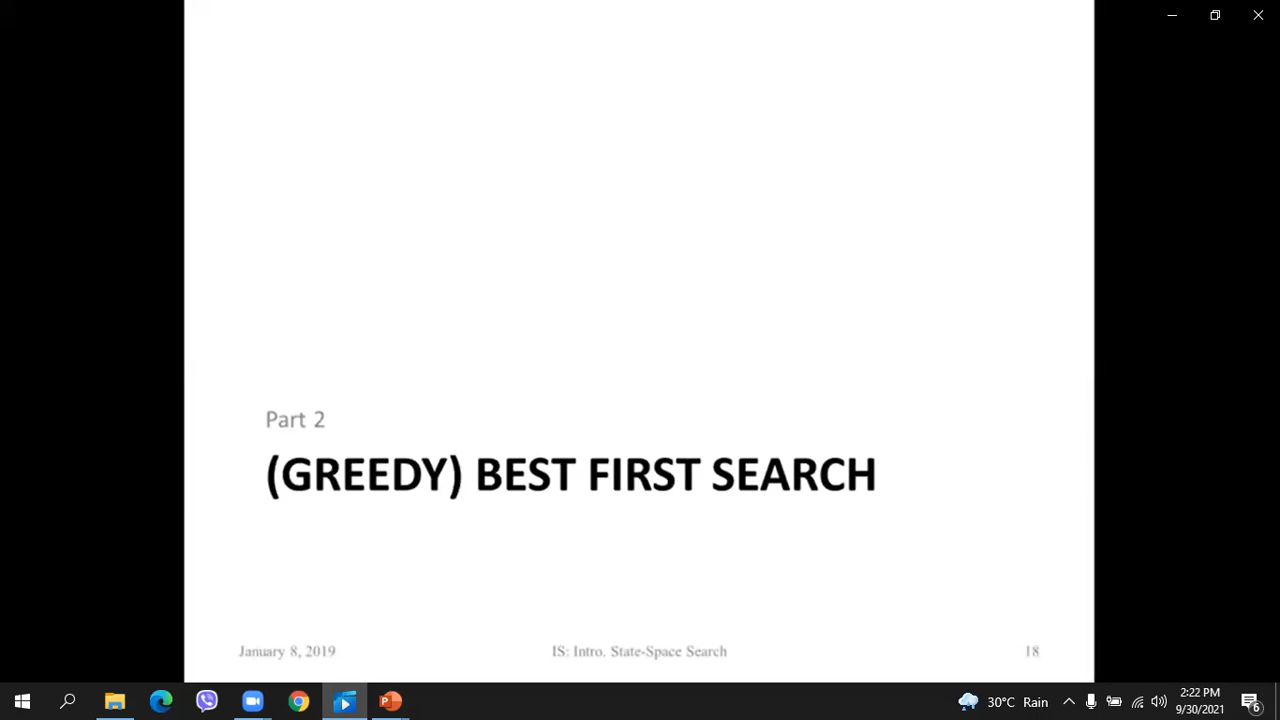 Part 2
(GREEDY) BEST FIRST SEARCH
January 8, 2019
IS: Intro. State-Space Search
18
30°C Rain
2:22 PM
9/30/2021
6